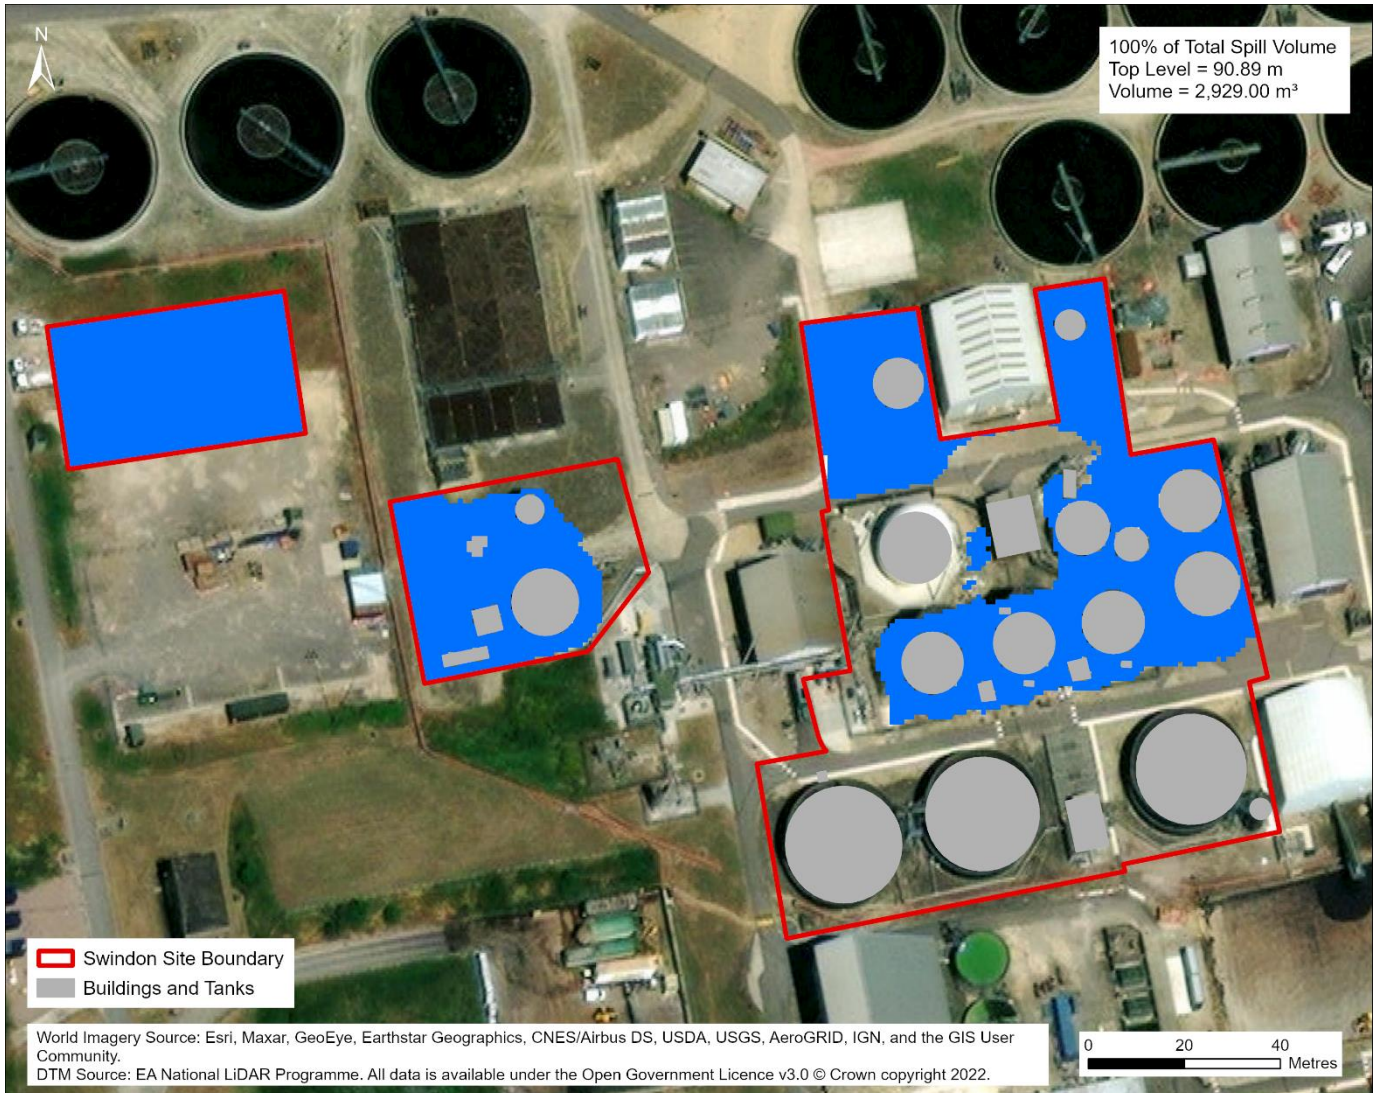 N
100% of Total Spill Volume
Top Level = 90.89 m
Volume = 2,929.00 m³
Swindon Site Boundary
Buildings and Tanks
World Imagery Source: Esri, Maxar, GeoEye, Earthstar Geographics, CNES/Airbus DS, USDA, USGS, AeroGRID, IGN, and the GIS User
Community.
DTM Source: EA National LiDAR Programme. All data is available under the Open Government Licence v3.0 © Crown copyright 2022.
0 20 40
Metres